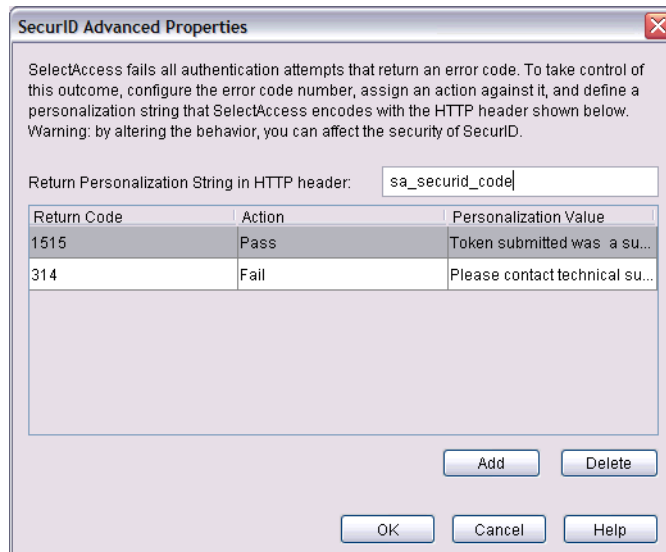 SecurID Advanced Properties
SelectAccess fails all authentication attempts that return an error code. To take control of
this outcome, configure the error code number, assign an action against it, and define a
personalization string that SelectAccess encodes with the HTTP header shown below.
Warning: by altering the behavior, you can affect the security of SecurID.
Return Personalization String in HTTP header: sa_securid_code
Return Code Action Personalization Value
1515 Pass Token submitted was a su...
314 Fail Please contact technical su...
Add Delete
OK Cancel Help